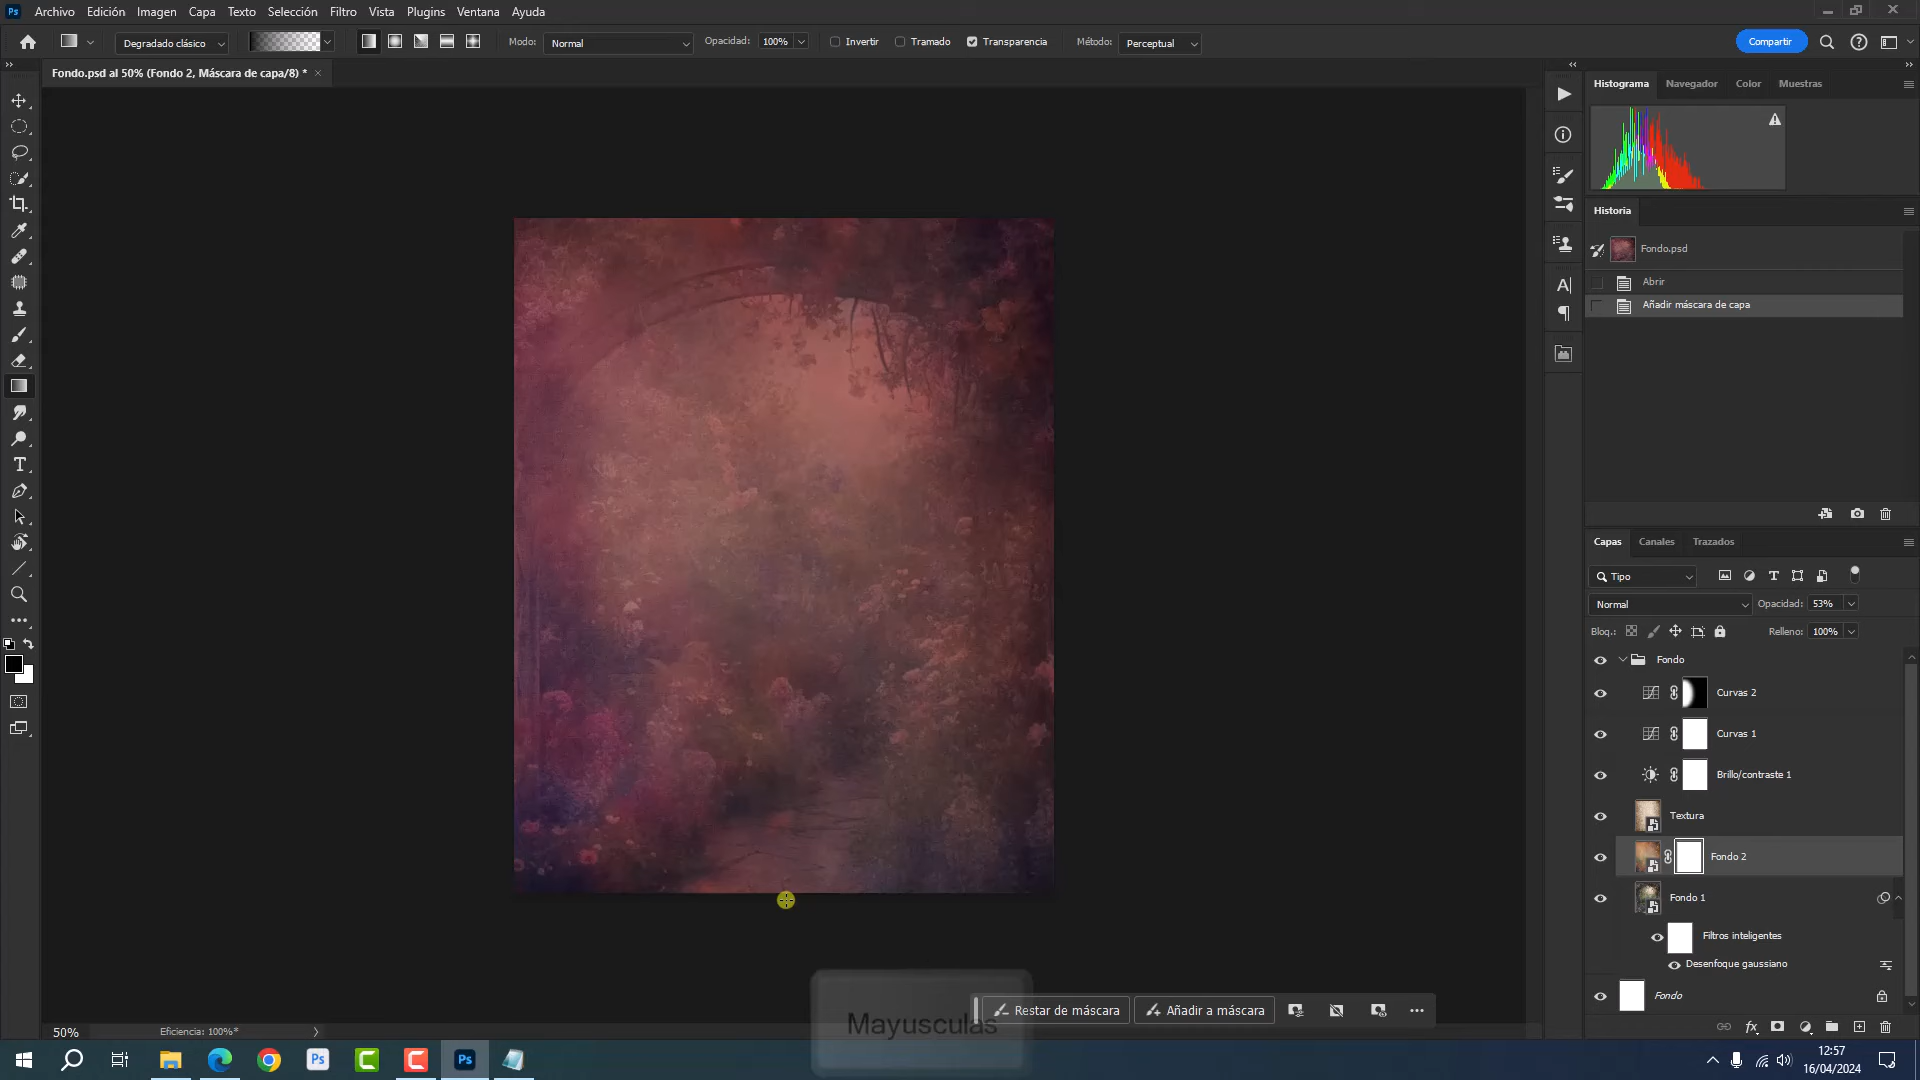 Ps Archivo Edición Imagen Capa Texto Selección Filtro Vista Plugins Ventana Ayuda
Degradado clásico Modo: Normal Opacidad: 100% Invertir Tramado Transparencia Método: Perceptual Compartir
Fondo.psd al 50% (Fondo 2, Máscara de capa/8) *
Histograma Navegador Color Muestras
Historia
Fondo.psd
Abrir
Añadir máscara de capa
Capas Canales Trazados
Tipo
Normal Opacidad: 53%
Bloq.: Relleno: 100%
Fondo
Curvas 2
Curvas 1
Brillo/contraste 1
Textura
Fondo 2
Fondo 1
Filtros inteligentes
Desenfoque gaussiano
Fondo
Restar de máscara Añadir a máscara
Mayusculas
50% Eficiencia: 100%*
12:57
16/04/2024